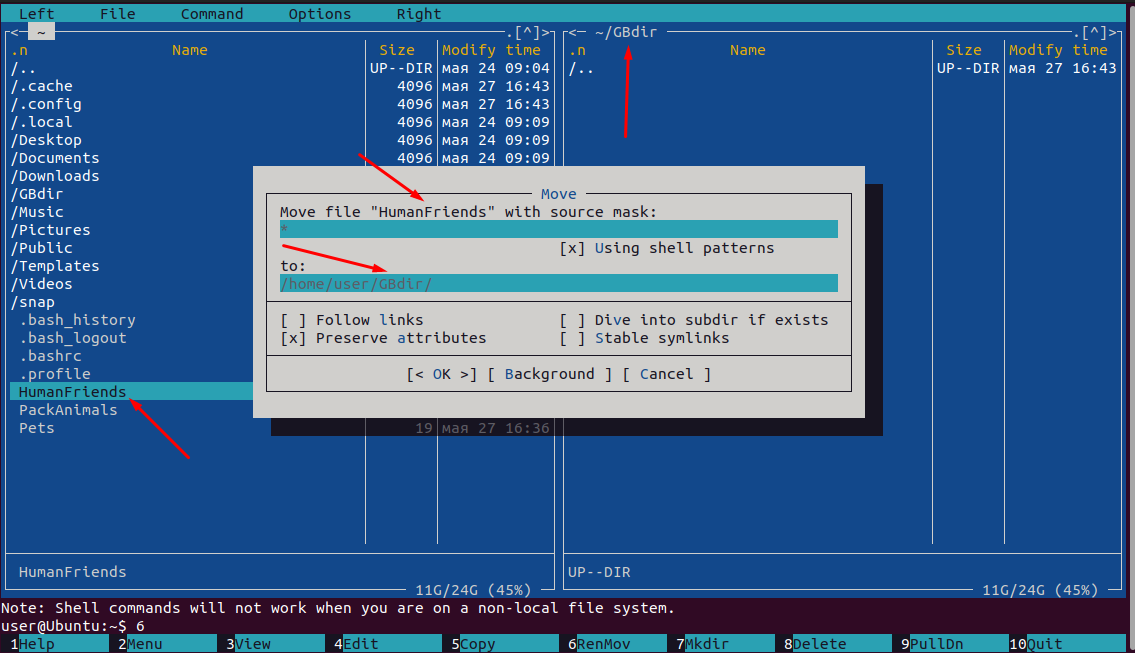 Left File Command Options Right
<─ ~ .[^]>
.n Name Size Modify time
/.. UP--DIR мая 24 09:04
/.cache 4096 мая 27 16:43
/.config 4096 мая 27 16:43
/.local 4096 мая 24 09:09
/Desktop 4096 мая 24 09:09
/Documents 4096 мая 24 09:09
/Downloads
/GBdir
/Music
/Pictures
/Public
/Templates
/Videos
/snap
.bash_history
.bash_logout
.bashrc
.profile
HumanFriends
PackAnimals
Pets 19 мая 27 16:36
HumanFriends
11G/24G (45%)
<─ ~/GBdir .[^]>
.n Name Size Modify time
/.. UP--DIR мая 27 16:43
UP--DIR
11G/24G (45%)
Move
Move file "HumanFriends" with source mask:
*
[x] Using shell patterns
to:
/home/user/GBdir/
[ ] Follow links [ ] Dive into subdir if exists
[x] Preserve attributes [ ] Stable symlinks
[< OK >] [ Background ] [ Cancel ]
Note: Shell commands will not work when you are on a non-local file system.
user@Ubuntu:~$ 6
1Help 2Menu 3View 4Edit 5Copy 6RenMov 7Mkdir 8Delete 9PullDn 10Quit